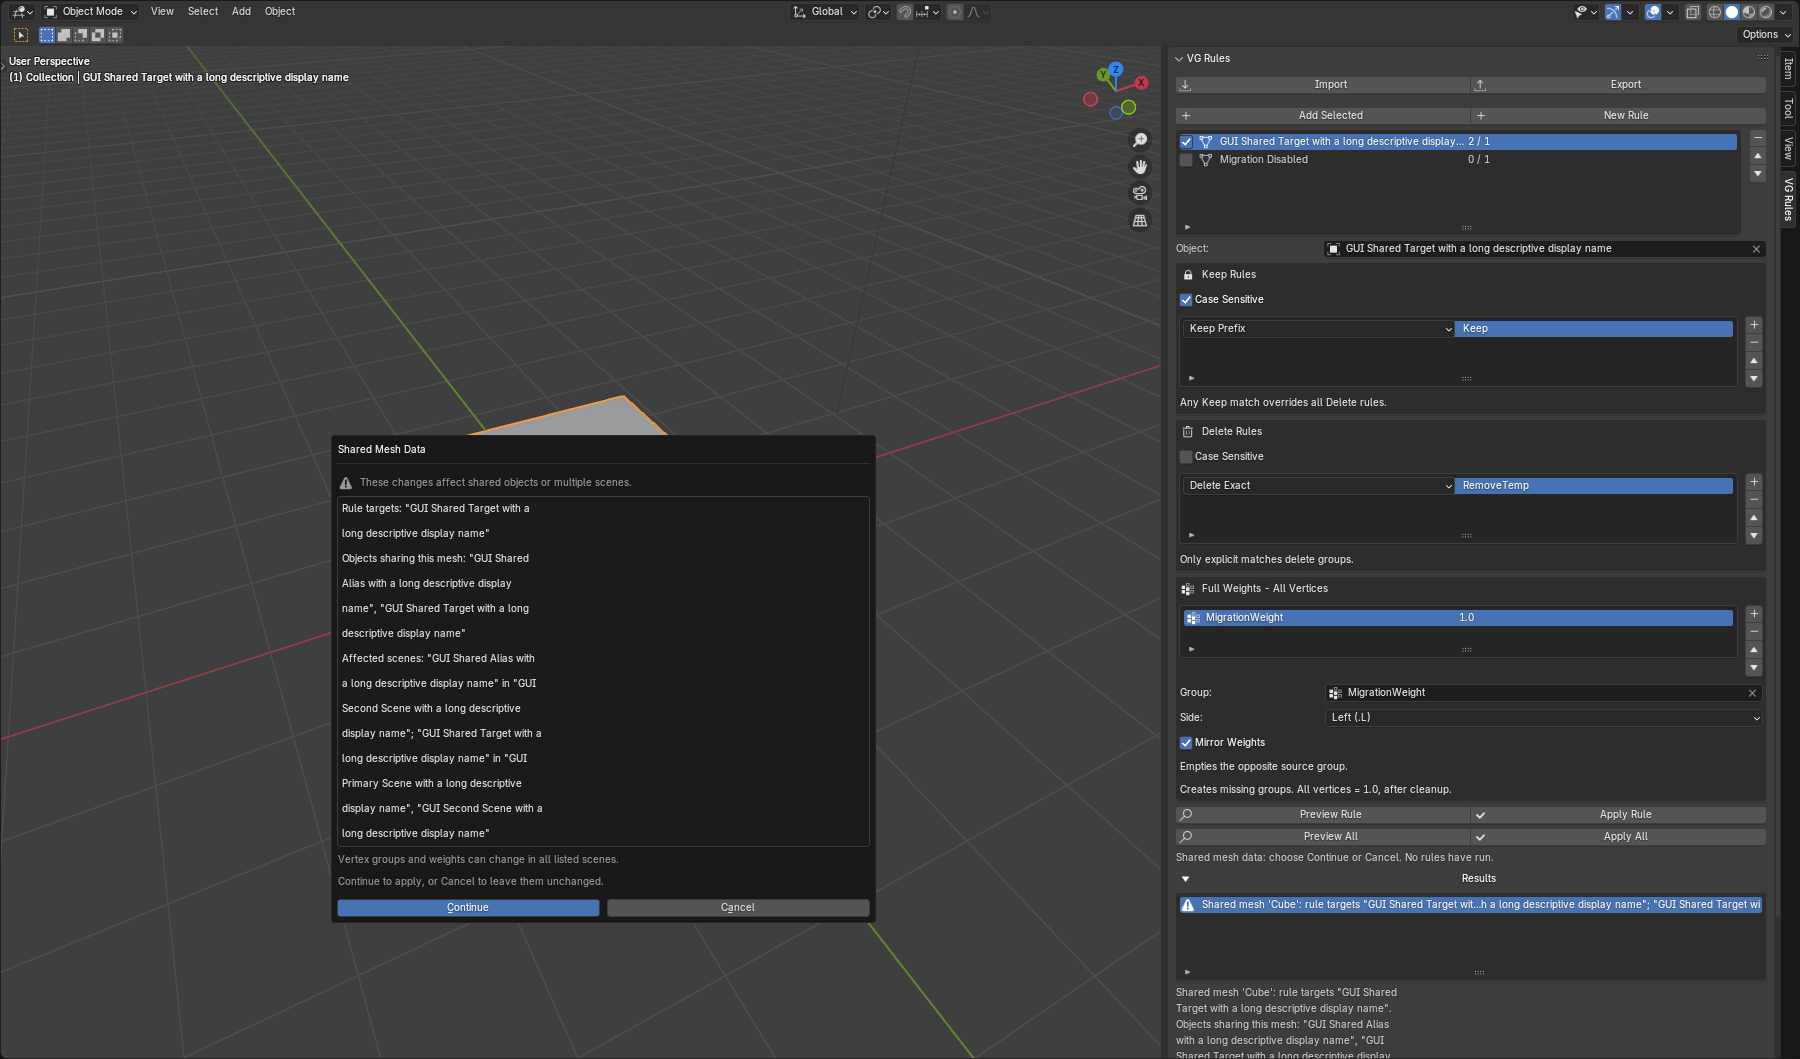 Object Mode
View
Select
Add
Object
Global
Options
User Perspective
(1) Collection | GUI Shared Target with a long descriptive display name
Z
Y
X
VG Rules
Import
Export
Add Selected
New Rule
GUI Shared Target with a long descriptive display... 2 / 1
Migration Disabled 0 / 1
Object:
GUI Shared Target with a long descriptive display name
Keep Rules
Case Sensitive
Keep Prefix
Keep
Any Keep match overrides all Delete rules.
Delete Rules
Case Sensitive
Delete Exact
RemoveTemp
Only explicit matches delete groups.
Full Weights - All Vertices
MigrationWeight
1.0
Group:
MigrationWeight
Side:
Left (.L)
Mirror Weights
Empties the opposite source group.
Creates missing groups. All vertices = 1.0, after cleanup.
Preview Rule
Apply Rule
Preview All
Apply All
Shared mesh data: choose Continue or Cancel. No rules have run.
Results
Shared mesh 'Cube': rule targets "GUI Shared Target wit...h a long descriptive display name"; "GUI Shared Target wi
Shared mesh 'Cube': rule targets "GUI Shared
Target with a long descriptive display name".
Objects sharing this mesh: "GUI Shared Alias
with a long descriptive display name", "GUI
Shared Target with a long descriptive display
Item
Tool
View
VG Rules
Shared Mesh Data
These changes affect shared objects or multiple scenes.
Rule targets: "GUI Shared Target with a
long descriptive display name"
Objects sharing this mesh: "GUI Shared
Alias with a long descriptive display
name", "GUI Shared Target with a long
descriptive display name"
Affected scenes: "GUI Shared Alias with
a long descriptive display name" in "GUI
Second Scene with a long descriptive
display name"; "GUI Shared Target with a
long descriptive display name" in "GUI
Primary Scene with a long descriptive
display name", "GUI Second Scene with a
long descriptive display name"
Vertex groups and weights can change in all listed scenes.
Continue to apply, or Cancel to leave them unchanged.
Continue
Cancel